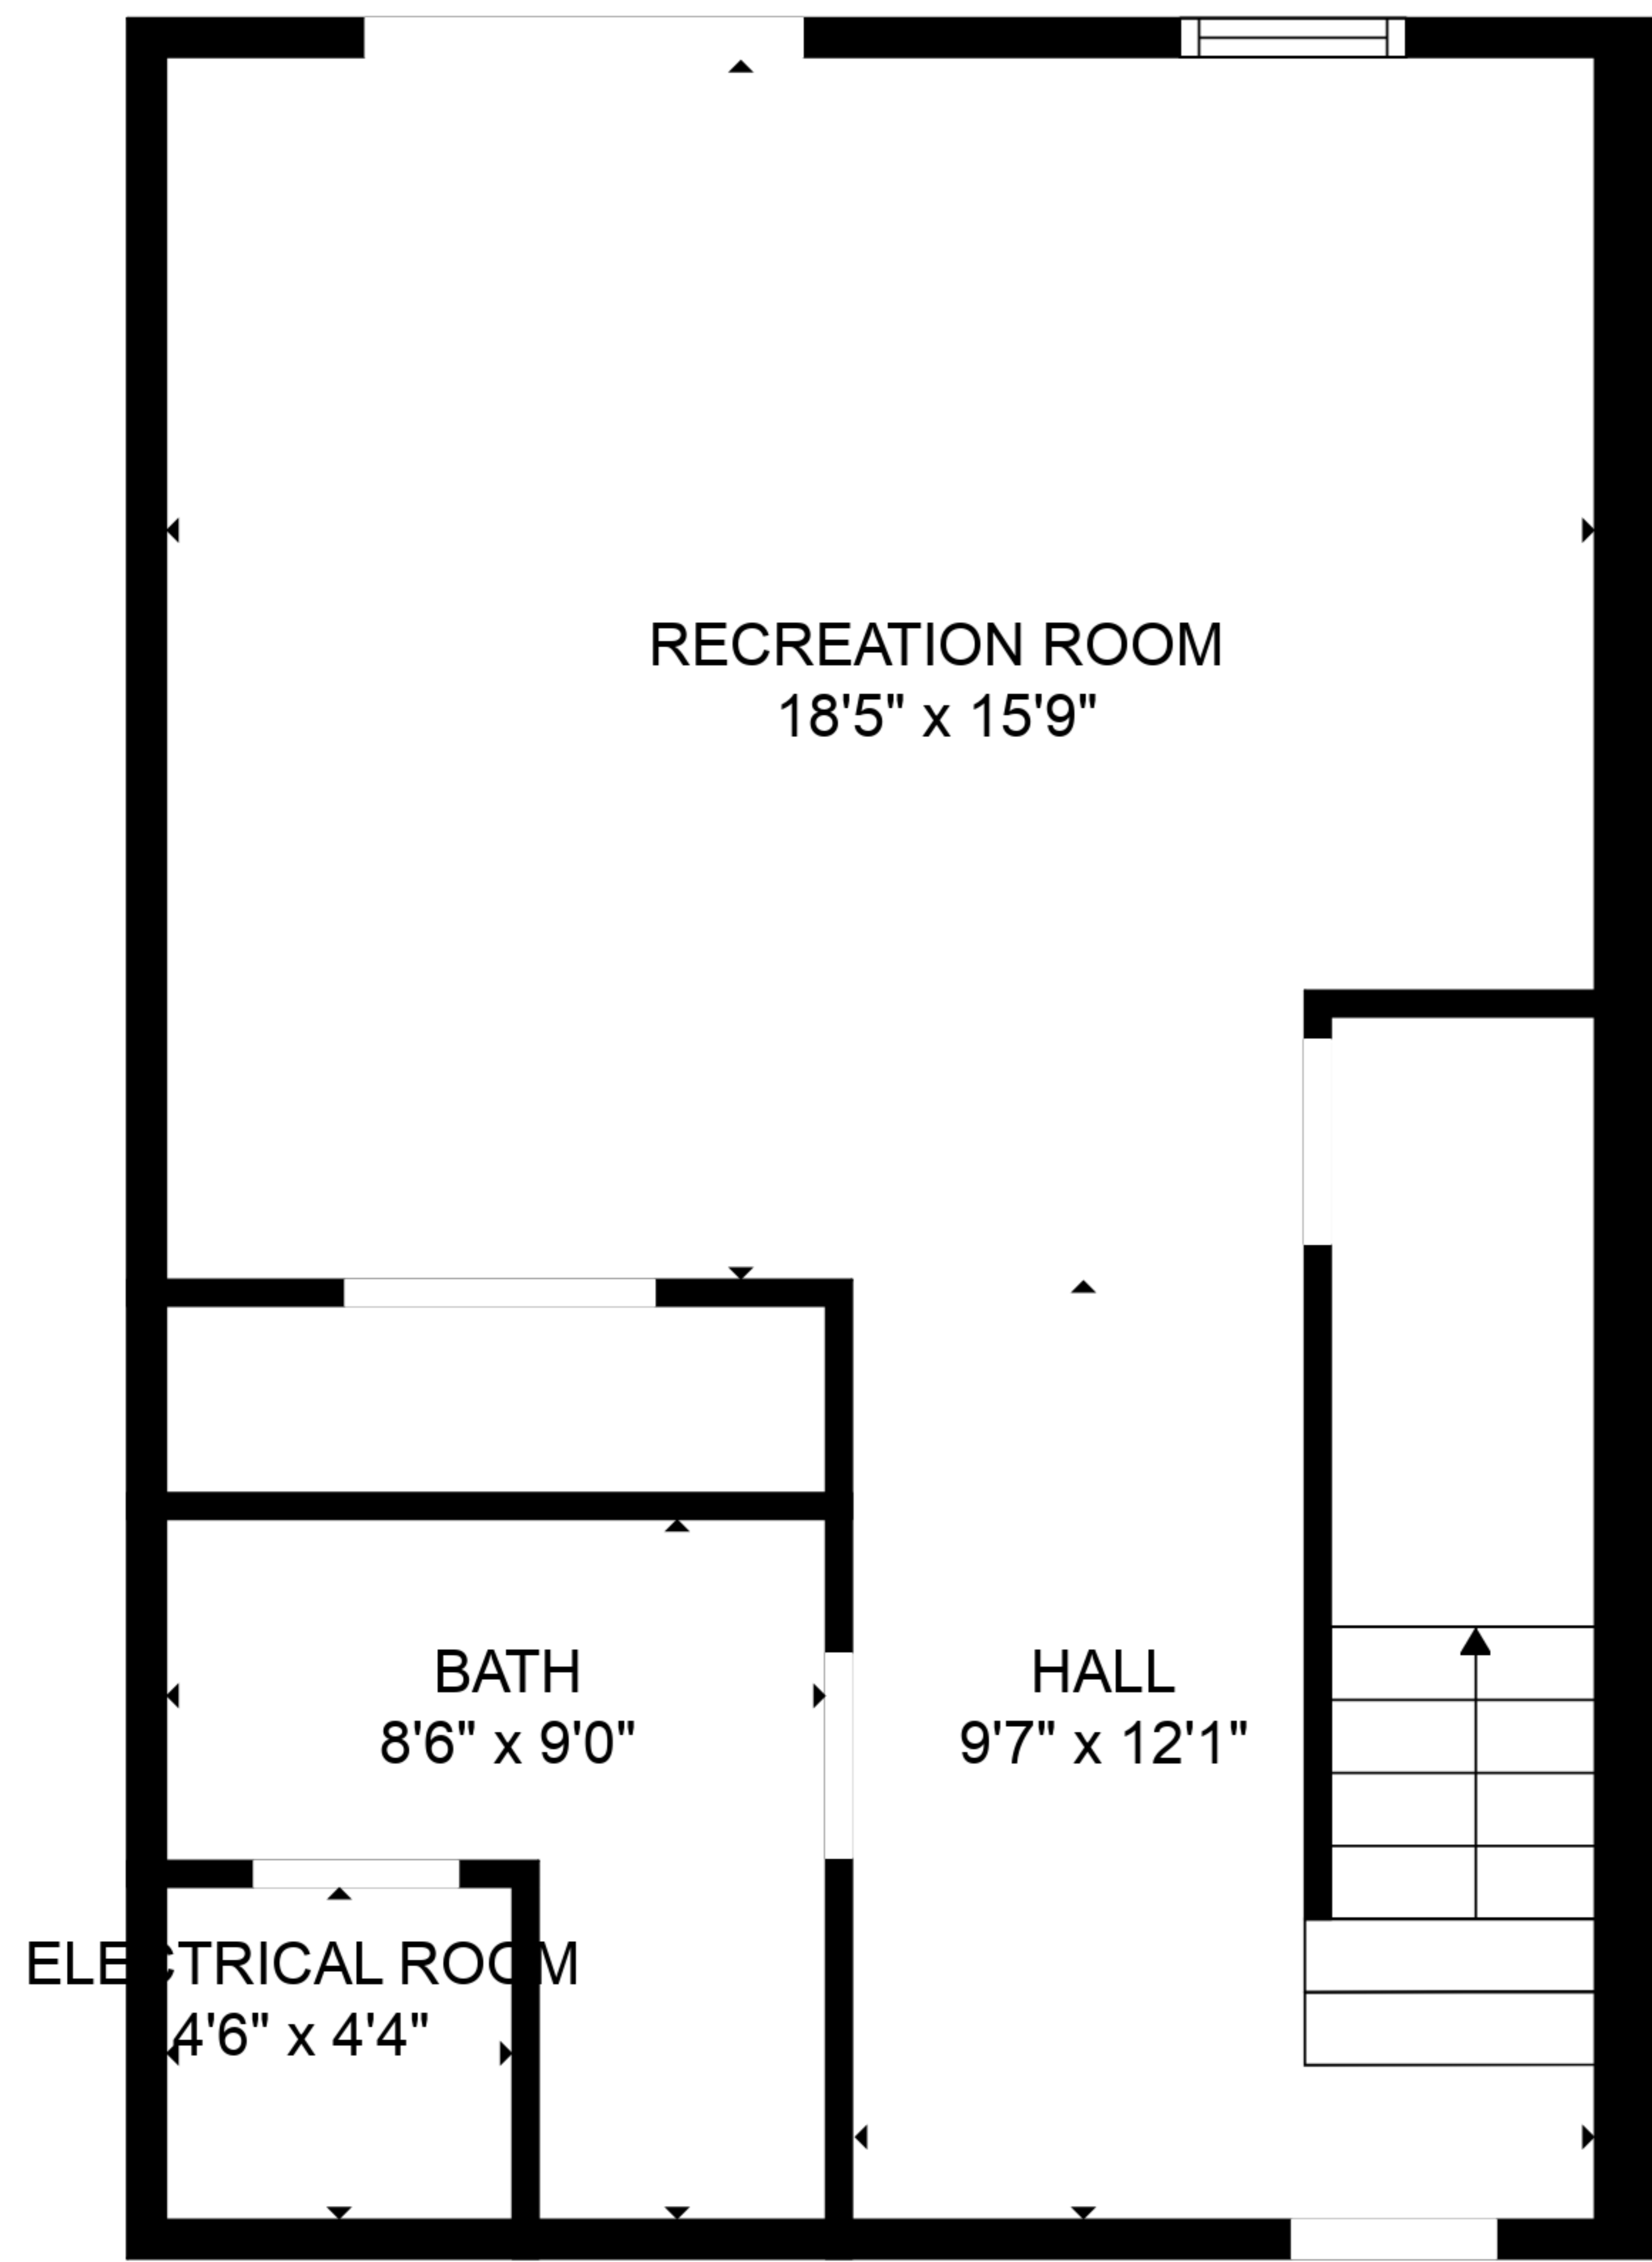 RECREATION ROOM
18'5" x 15'9"
BATH
8'6" x 9'0"
HALL
9'7" x 12'1"
ELECTRICAL ROOM
4'6" x 4'4"